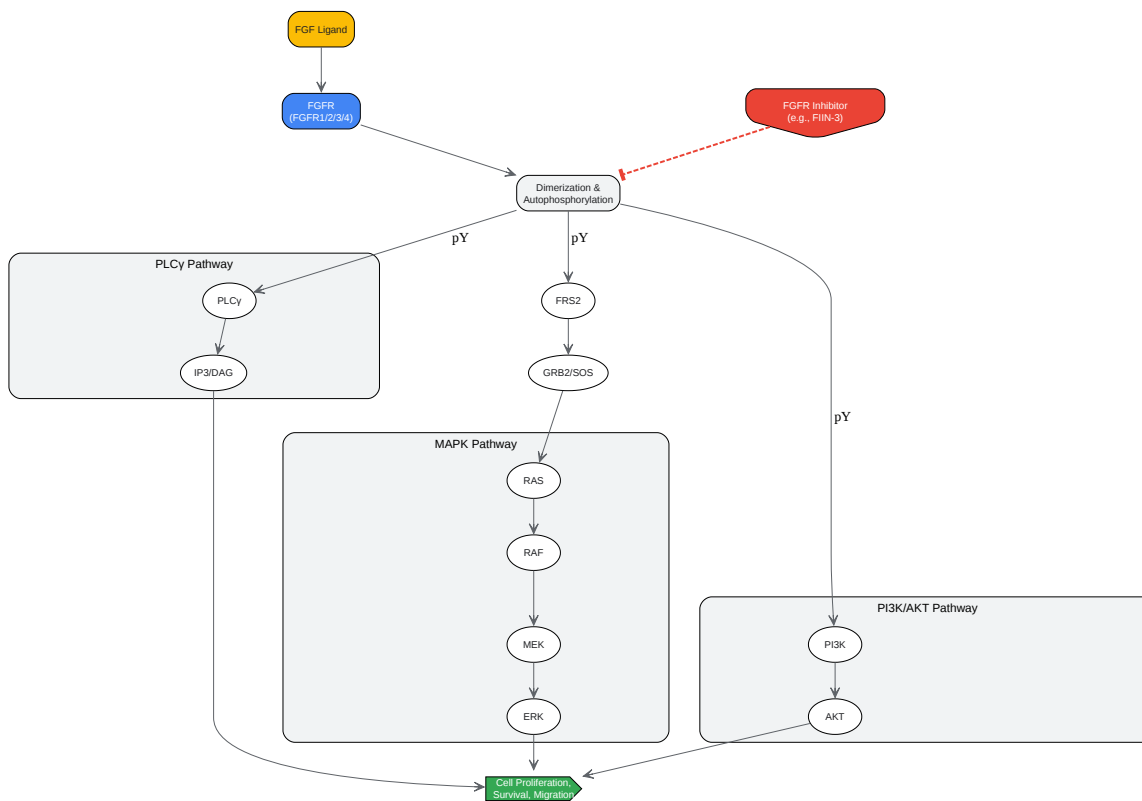 FGF Ligand
FGFR
(FGFR1/2/3/4)
FGFR Inhibitor
(e.g., FIIN-3)
Dimerization &
Autophosphorylation
pY
pY
PLCγ Pathway
PLCγ
FRS2
IP3/DAG
GRB2/SOS
pY
MAPK Pathway
RAS
RAF
PI3K/AKT Pathway
MEK
PI3K
ERK
AKT
Cell Proliferation,
Survival, Migration